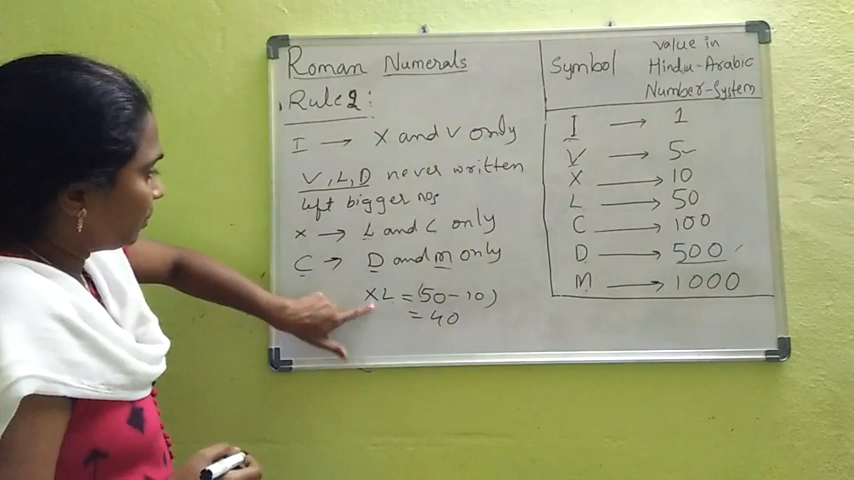 Roman Numerals
Rule 2:
I → X and V only
V, L, D never written
left bigger nos
X → L and C only
C → D and M only
XL = (50-10)
= 40
Symbol
value in
Hindu-Arabic
Number-System
I → 1
V → 5
X → 10
L → 50
C → 100
D → 500
M → 1000